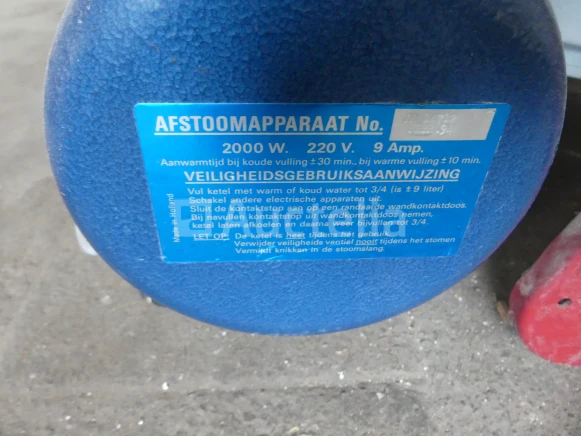 AFSTOOMAPPARAAT No.
2000 W. 220 V. 9 Amp.
Aanwarmtijd bij koude vulling ±30 min., bij warme vulling ±10 min.
VEILIGHEIDSGEBRUIKSAANWIJZING
Vul ketel met warm of koud water tot 3/4 (is ± 9 liter)
Schakel andere electrische apparaten uit.
Sluit de kontaktstop aan op een randaarde wandkontaktdoos.
Bij navullen kontaktstop uit wandkontaktdoos nemen,
ketel laten afkoelen en daarna weer bijvullen tot 3/4.
LET OP: De ketel is heet tijdens het gebruik
Verwijder veiligheids ventiel nooit tijdens het stomen
Vermijd knikken in de stoomslang.
Made in Holland